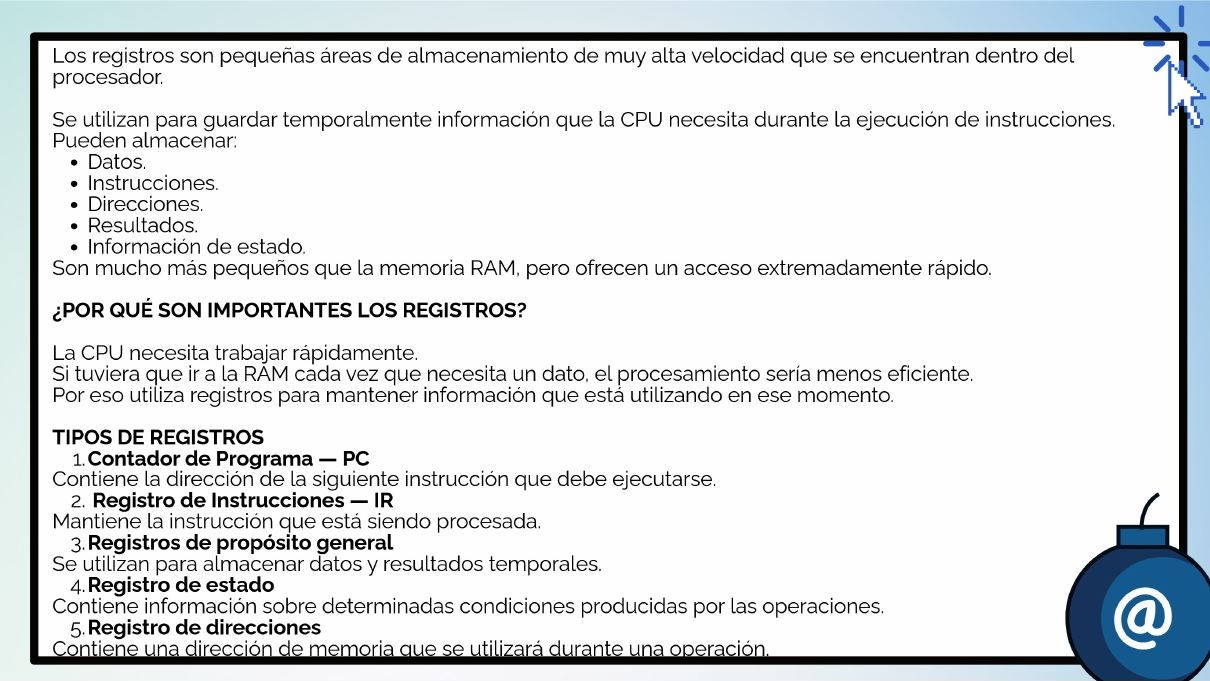 Los registros son pequeñas áreas de almacenamiento de muy alta velocidad que se encuentran dentro del
procesador.
Se utilizan para guardar temporalmente información que la CPU necesita durante la ejecución de instrucciones.
Pueden almacenar:
• Datos.
• Instrucciones.
• Direcciones.
• Resultados.
• Información de estado.
Son mucho más pequeños que la memoria RAM, pero ofrecen un acceso extremadamente rápido.
¿POR QUÉ SON IMPORTANTES LOS REGISTROS?
La CPU necesita trabajar rápidamente.
Si tuviera que ir a la RAM cada vez que necesita un dato, el procesamiento sería menos eficiente.
Por eso utiliza registros para mantener información que está utilizando en ese momento.
TIPOS DE REGISTROS
1. Contador de Programa — PC
Contiene la dirección de la siguiente instrucción que debe ejecutarse.
2. Registro de Instrucciones — IR
Mantiene la instrucción que está siendo procesada.
3. Registros de propósito general
Se utilizan para almacenar datos y resultados temporales.
4. Registro de estado
Contiene información sobre determinadas condiciones producidas por las operaciones.
5. Registro de direcciones
Contiene una dirección de memoria que se utilizará durante una operación.
@